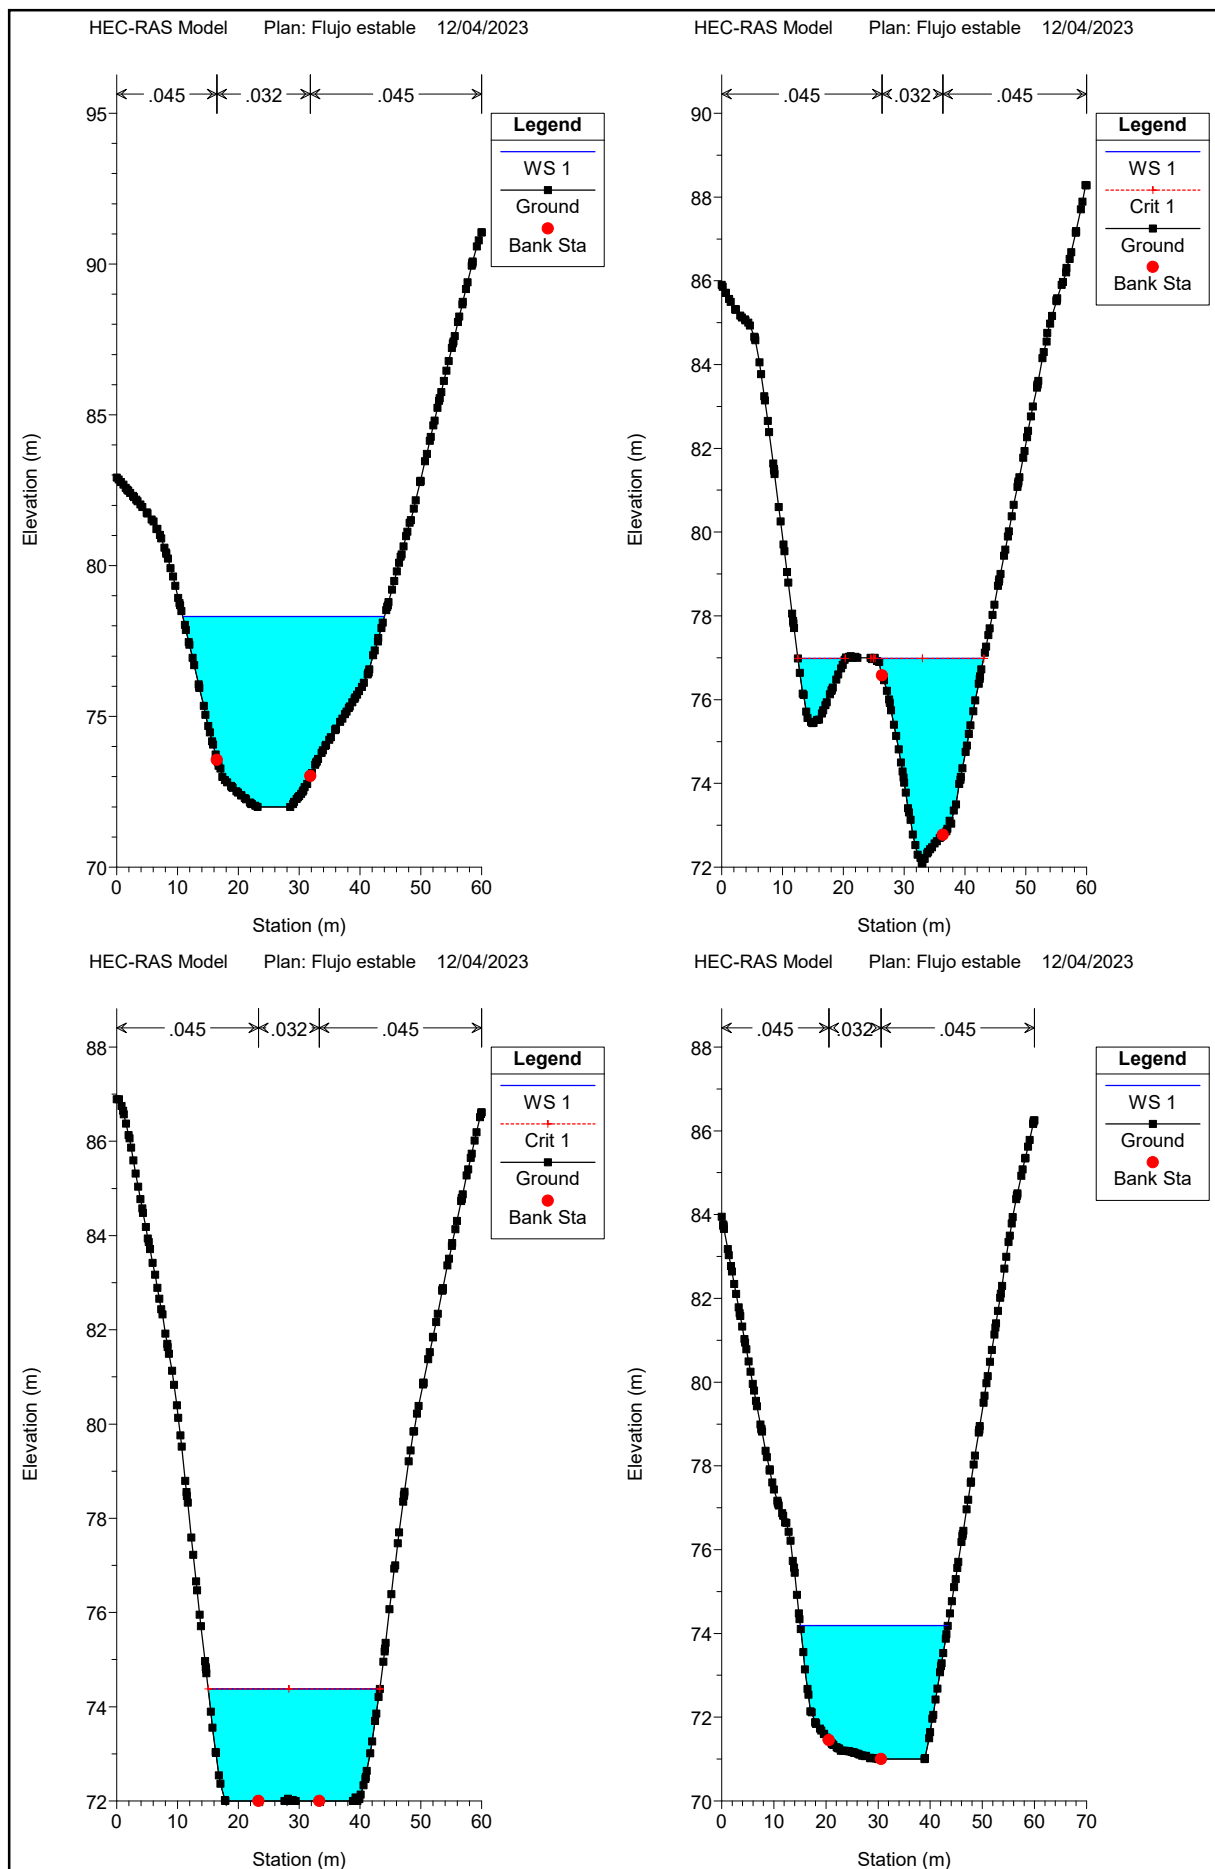 HEC-RAS Model Plan: Flujo estable 12/04/2023
.045 .032 .045
95
90
85
80
75
70
Elevation (m)
0 10 20 30 40 50 60
Station (m)
Legend
WS 1
Ground
Bank Sta
HEC-RAS Model Plan: Flujo estable 12/04/2023
.045 .032 .045
90
88
86
84
82
80
78
76
74
72
Elevation (m)
0 10 20 30 40 50 60
Station (m)
Legend
WS 1
Crit 1
Ground
Bank Sta
HEC-RAS Model Plan: Flujo estable 12/04/2023
.045 .032 .045
88
86
84
82
80
78
76
74
72
Elevation (m)
0 10 20 30 40 50 60
Station (m)
Legend
WS 1
Crit 1
Ground
Bank Sta
HEC-RAS Model Plan: Flujo estable 12/04/2023
.045 .032 .045
88
86
84
82
80
78
76
74
72
70
Elevation (m)
0 10 20 30 40 50 60 70
Station (m)
Legend
WS 1
Ground
Bank Sta